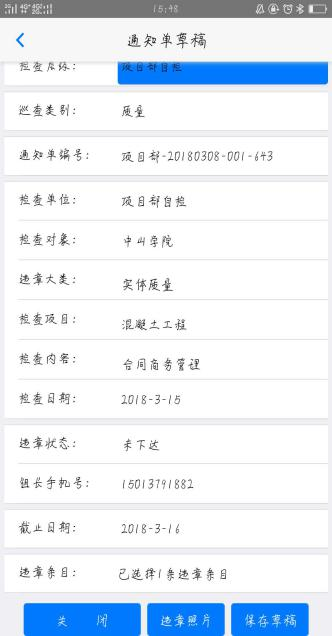 15:48
通知单草稿
检查系统: 项目部自检
巡查类别: 质量
通知单编号: 项目部-20180308-001-643
检查单位: 项目部自检
检查对象: 中山学院
违章大类: 实体质量
检查项目: 混凝土工程
检查内容: 合同商务管理
检查日期: 2018-3-15
违章状态: 未下达
组长手机号: 15013791882
截止日期: 2018-3-16
违章条目: 已选择1条违章条目
关 闭 违章照片 保存草稿